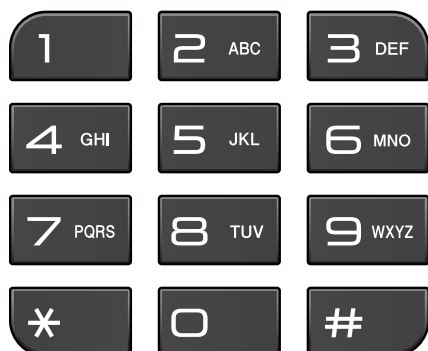 1 2 ABC 3 DEF
4 GHI 5 JKL 6 MNO
7 PQRS 8 TUV 9 WXYZ
* 0 #